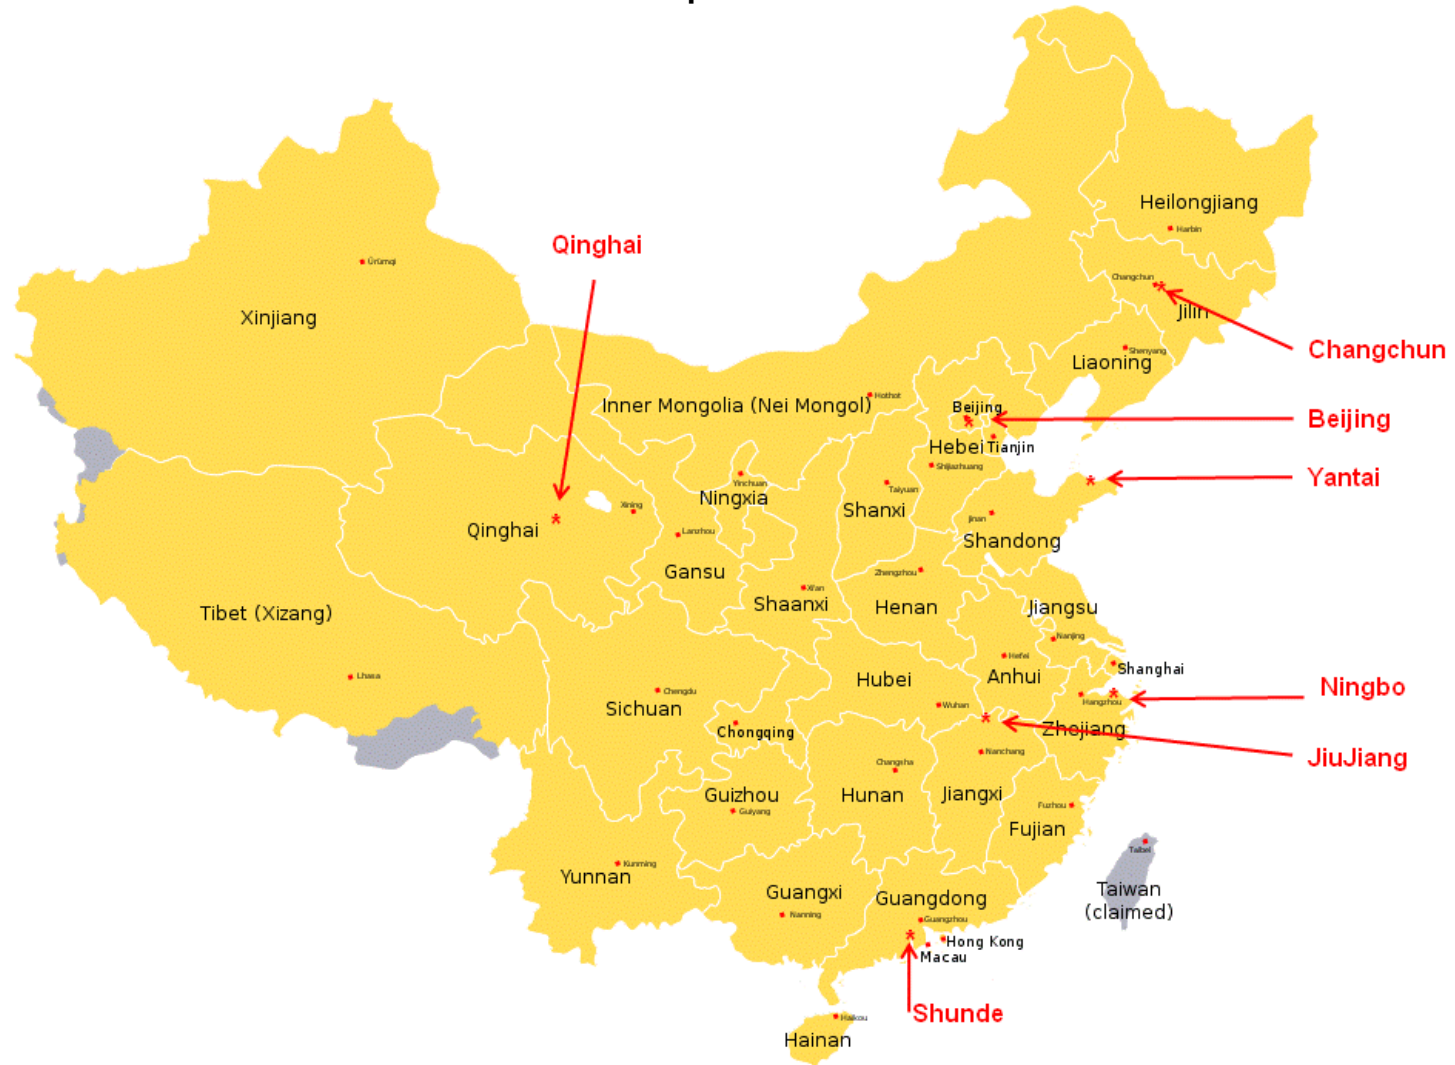 Heilongjiang
Harbin
Qinghai
Ürümqi
Changchun
Xinjiang
Jilin
Changchun
Shenyang
Liaoning
Hothot
Inner Mongolia (Nei Mongol)
Beijing
Beijing
Hebei
Tianjin
Shijiazhuang
Yantai
Yinchuan
Ningxia
Taiyuan
Shanxi
Xining
Qinghai
Jinan
Lanzhou
Shandong
Gansu
Zhengzhou
Xi'an
Shaanxi
Henan
Jiangsu
Tibet (Xizang)
Nanjing
Hefei
Shanghai
Lhasa
Anhui
Hubei
Ningbo
Chengdu
Sichuan
Wuhan
Hangzhou
Chongqing
Zhejiang
Nanchang
JiuJiang
Changsha
Guizhou
Hunan
Jiangxi
Guiyang
Fuzhou
Fujian
Taibei
Kunming
Yunnan
Guangxi
Guangdong
Taiwan
(claimed)
Nanning
Guangzhou
Hong Kong
Macau
Shunde
Haikou
Hainan